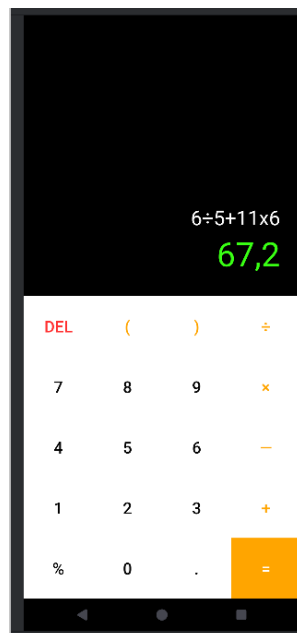 6÷5+11x6
67,2
DEL ( ) ÷
7 8 9 ×
4 5 6 —
1 2 3 +
% 0 . =